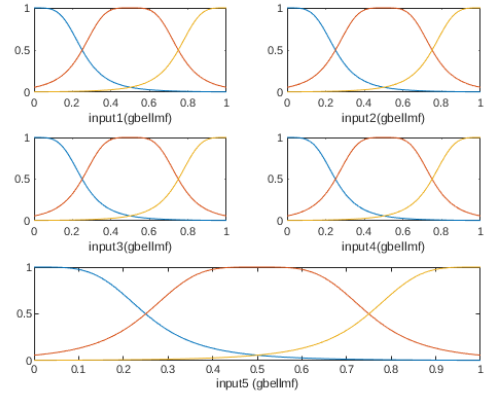 1 1
0.5 0.5
0 0
0 0.2 0.4 0.6 0.8 1 0 0.2 0.4 0.6 0.8 1
input1(gbellmf) input2(gbellmf)
1 1
0.5 0.5
0 0
0 0.2 0.4 0.6 0.8 1 0 0.2 0.4 0.6 0.8 1
input3(gbellmf) input4(gbellmf)
1
0.5
0
0 0.1 0.2 0.3 0.4 0.5 0.6 0.7 0.8 0.9 1
input5 (gbellmf)